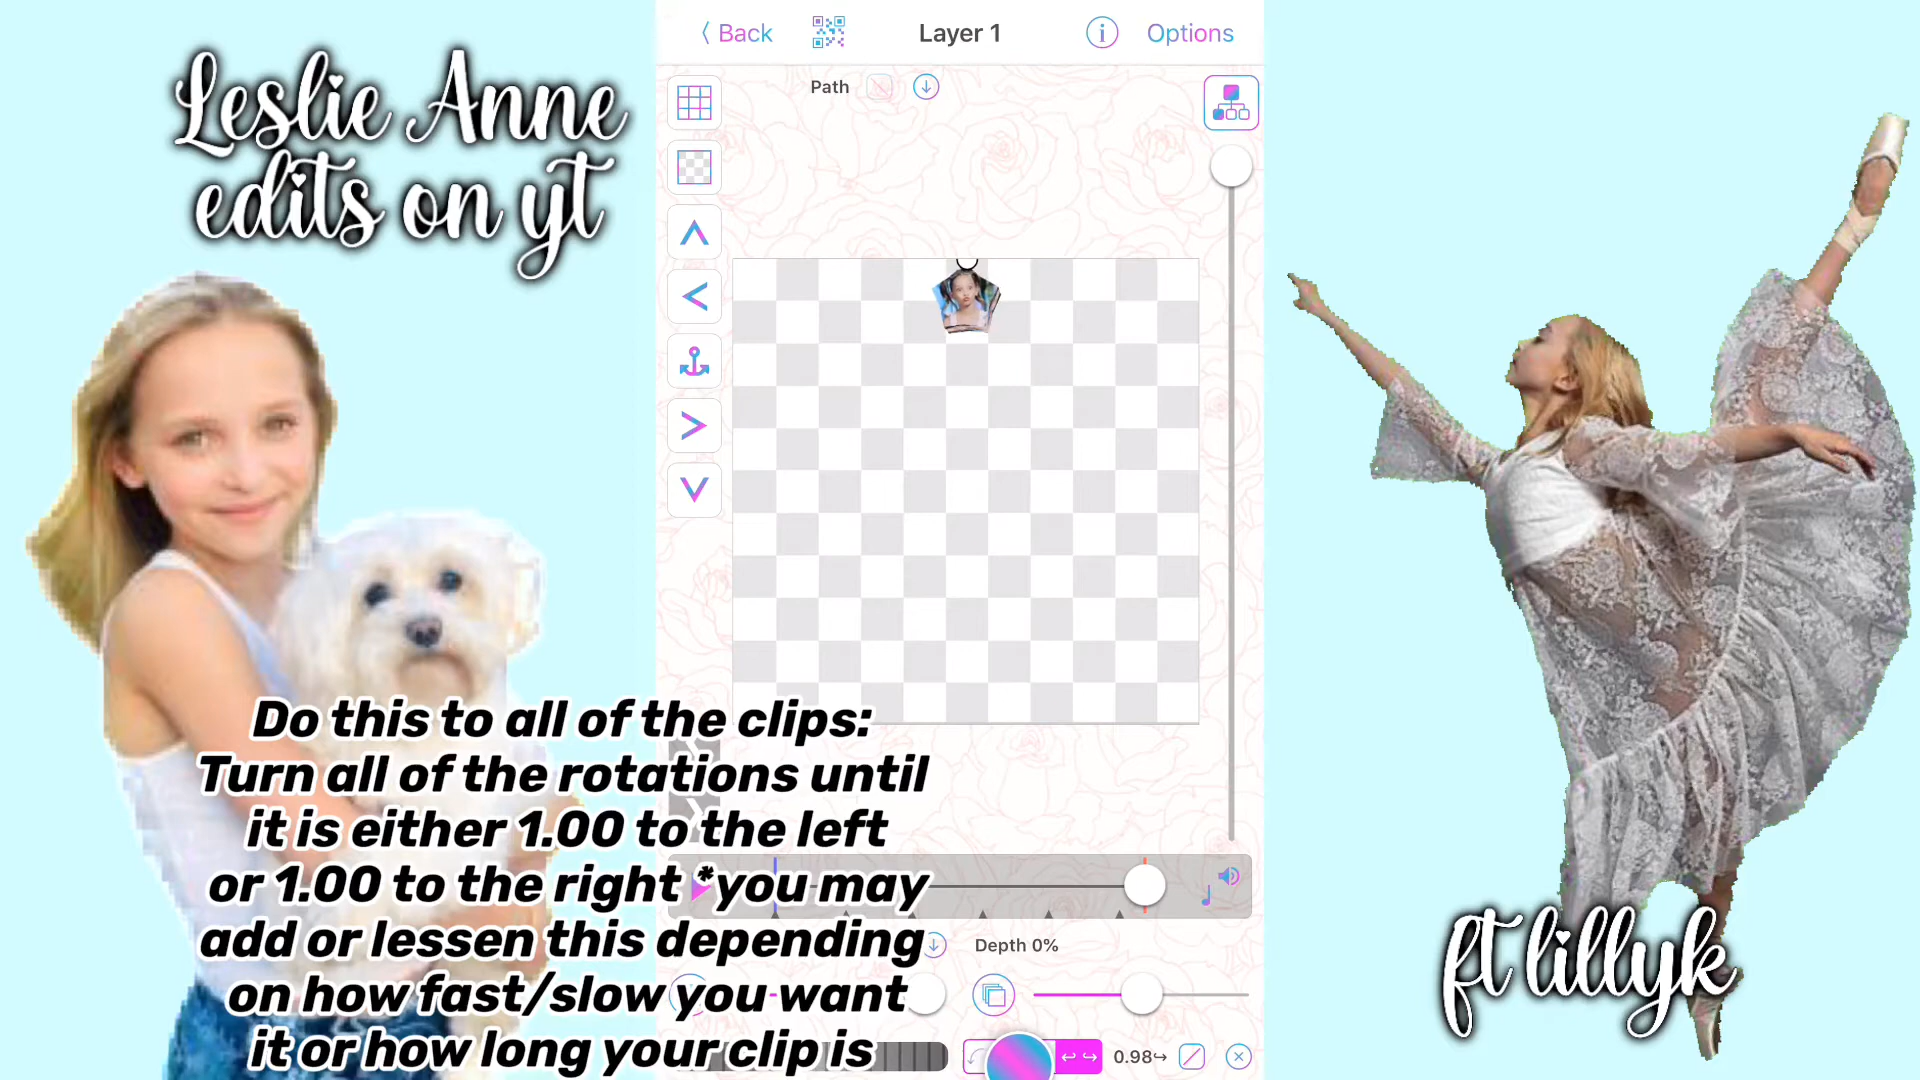 Leslie Anne
edits on yt
Back
Layer 1
Options
Path
Do this to all of the clips:
Turn all of the rotations until
it is either 1.00 to the left
or 1.00 to the right *you may
add or lessen this depending
on how fast/slow you want
it or how long your clip is
Depth 0%
0.98
ft lillyk